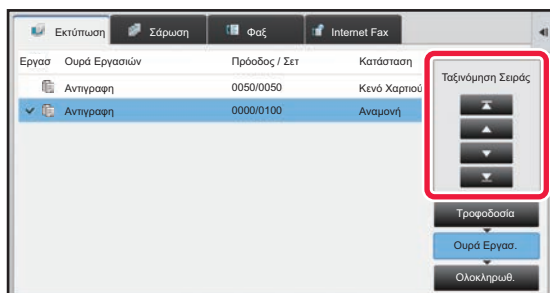 Εκτύπωση Σάρωση Φαξ Internet Fax
Εργασ Ουρά Εργασιών Πρόοδος / Σετ Κατάσταση
Αντιγραφη 0050/0050 Κενό Χαρτιού
Αντιγραφη 0000/0100 Αναμονή
Ταξινόμηση Σειράς
Τροφοδοσία
Ουρά Εργασ.
Ολοκληρωθ.